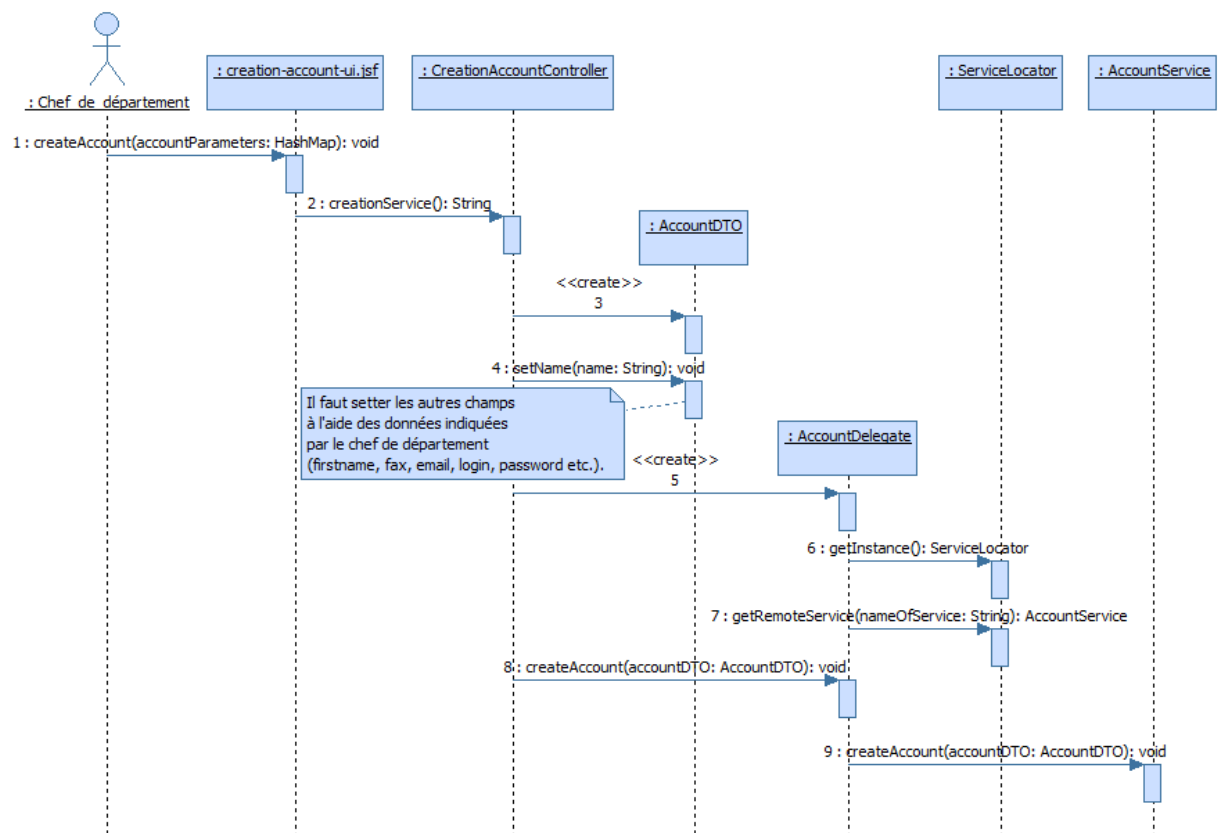 : Chef de département
: creation-account-ui.jsf
: CreationAccountController
: ServiceLocator
: AccountService
1 : createAccount(accountParameters: HashMap): void
2 : creationService(): String
: AccountDTO
<<create>>
3
4 : setName(name: String): void
Il faut setter les autres champs
à l'aide des données indiquées
par le chef de département
(firstname, fax, email, login, password etc.).
: AccountDelegate
<<create>>
5
6 : getInstance(): ServiceLocator
7 : getRemoteService(nameOfService: String): AccountService
8 : createAccount(accountDTO: AccountDTO): void
9 : createAccount(accountDTO: AccountDTO): void